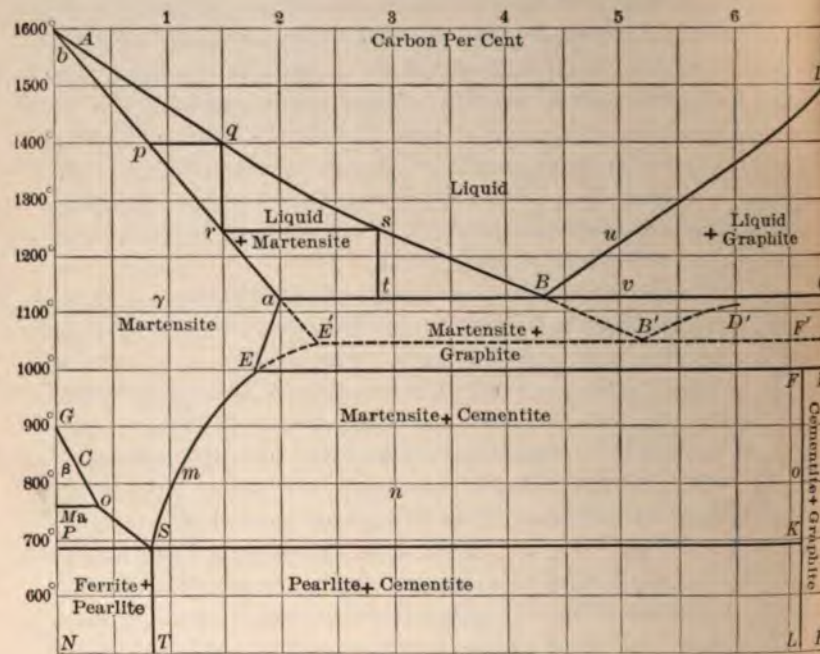 1 2 3 4 5 6
Carbon Per Cent
1600°
A
b
1500°
1400°
q
p
Liquid
1300°
Liquid
s
u
Liquid
+ Martensite
r
+
Graphite
1200°
a
t
B
v
1100°
γ
Martensite
E′
Martensite +
B′
D′
F′
Graphite
1000°
E
F
900°
G
Martensite + Cementite
C
β
m
o
800°
n
o
Ma
P
S
K
700°
Ferrite +
Pearlite
Pearlite + Cementite
600°
Cementite + Graphite
N
T
L